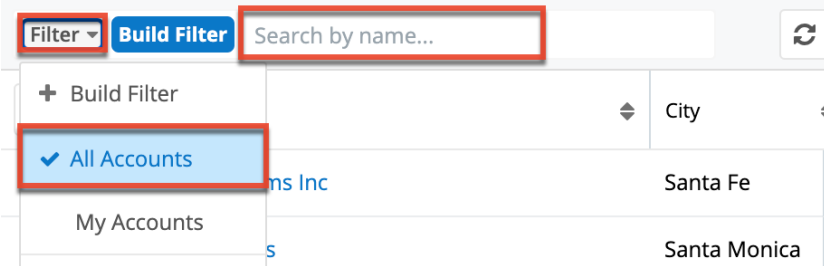 Filter Build Filter Search by name...
Build Filter
City
All Accounts
ms Inc Santa Fe
My Accounts
s Santa Monica